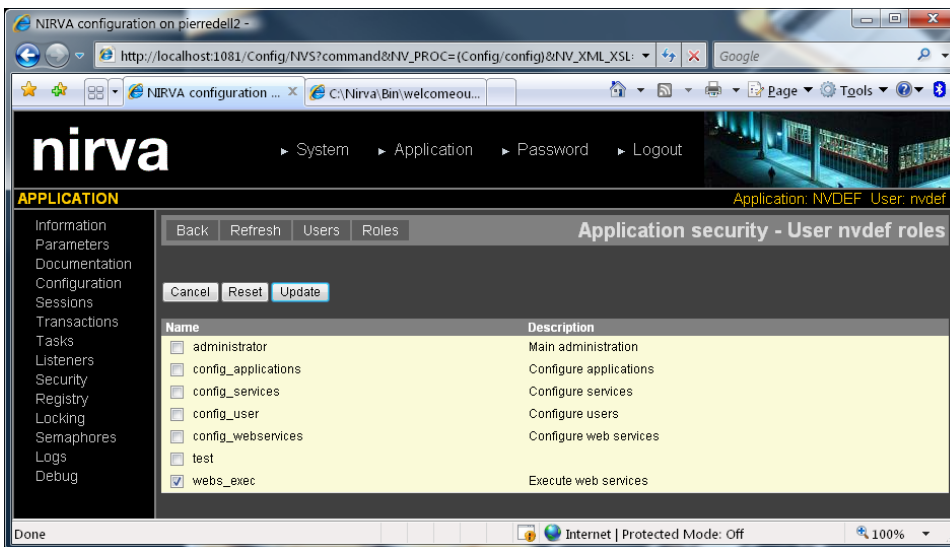 NIRVA configuration on pierredell2 -
http://localhost:1081/Config/NVS?command&NV_PROC=(Config/config)&NV_XML_XSL:
Google
NIRVA configuration ... C:\Nirva\Bin\welcomeou...
Page Tools
nirva
System Application Password Logout
APPLICATION
Application: NVDEF User: nvdef
Information
Parameters
Documentation
Configuration
Sessions
Transactions
Tasks
Listeners
Security
Registry
Locking
Semaphores
Logs
Debug
Back Refresh Users Roles
Application security - User nvdef roles
Cancel Reset Update
Name Description
administrator Main administration
config_applications Configure applications
config_services Configure services
config_user Configure users
config_webservices Configure web services
test
webs_exec Execute web services
Done
Internet | Protected Mode: Off
100%